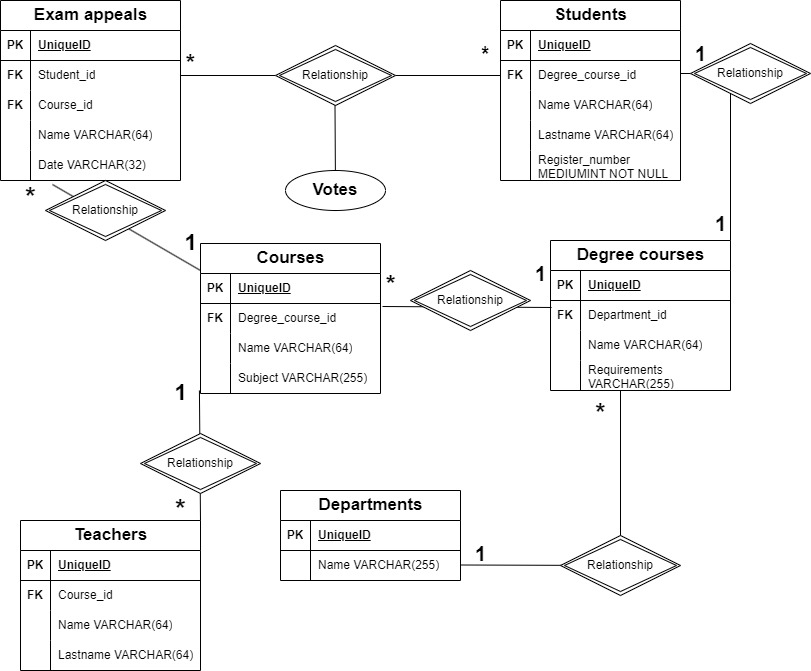 Exam appeals
PK UniqueID
FK Student_id
FK Course_id
Name VARCHAR(64)
Date VARCHAR(32)
*
Relationship
*
Votes
Students
PK UniqueID
FK Degree_course_id
Name VARCHAR(64)
Lastname VARCHAR(64)
Register_number
MEDIUMINT NOT NULL
1
Relationship
1
*
Relationship
1
Courses
PK UniqueID
FK Degree_course_id
Name VARCHAR(64)
Subject VARCHAR(255)
*
Relationship
1
Degree courses
PK UniqueID
FK Department_id
Name VARCHAR(64)
Requirements
VARCHAR(255)
1
Relationship
*
Teachers
PK UniqueID
FK Course_id
Name VARCHAR(64)
Lastname VARCHAR(64)
Departments
PK UniqueID
Name VARCHAR(255)
1
Relationship
*